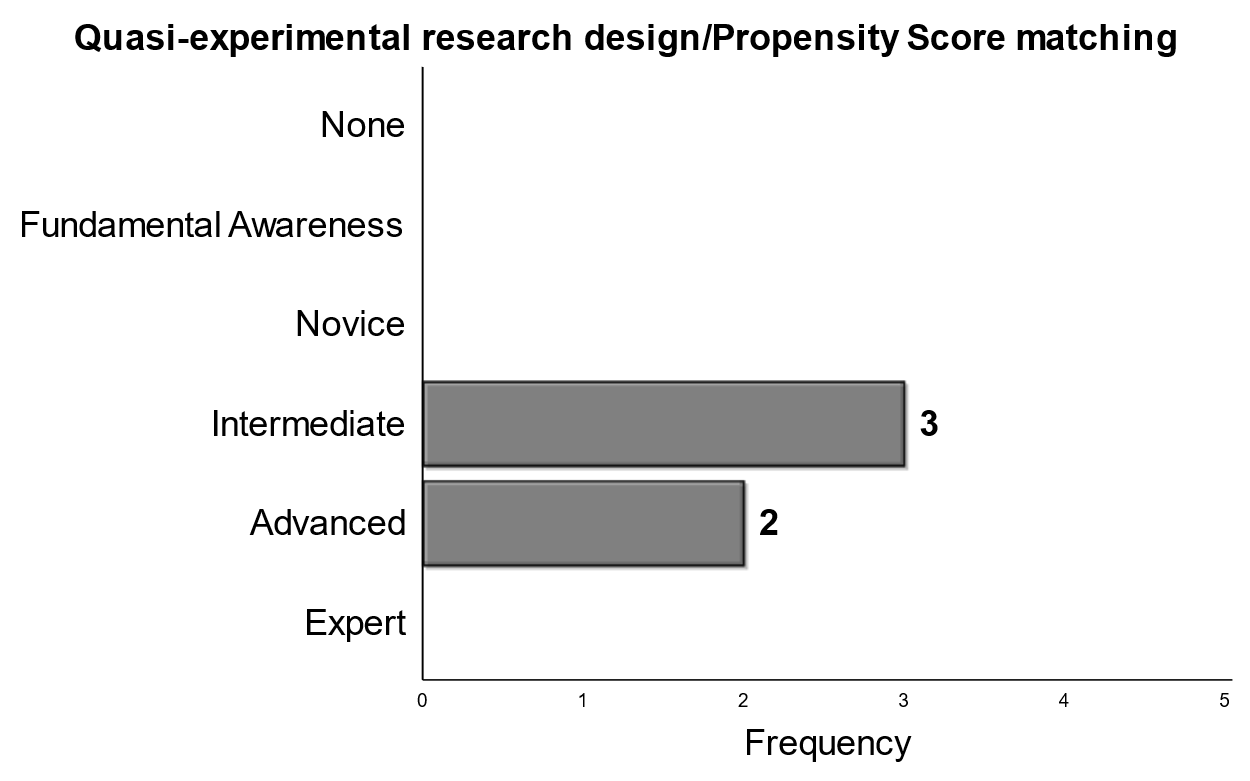 Quasi-experimental research design/Propensity Score matching
None
Fundamental Awareness
Novice
Intermediate
3
Advanced
2
Expert
0 1 2 3 4 5
Frequency